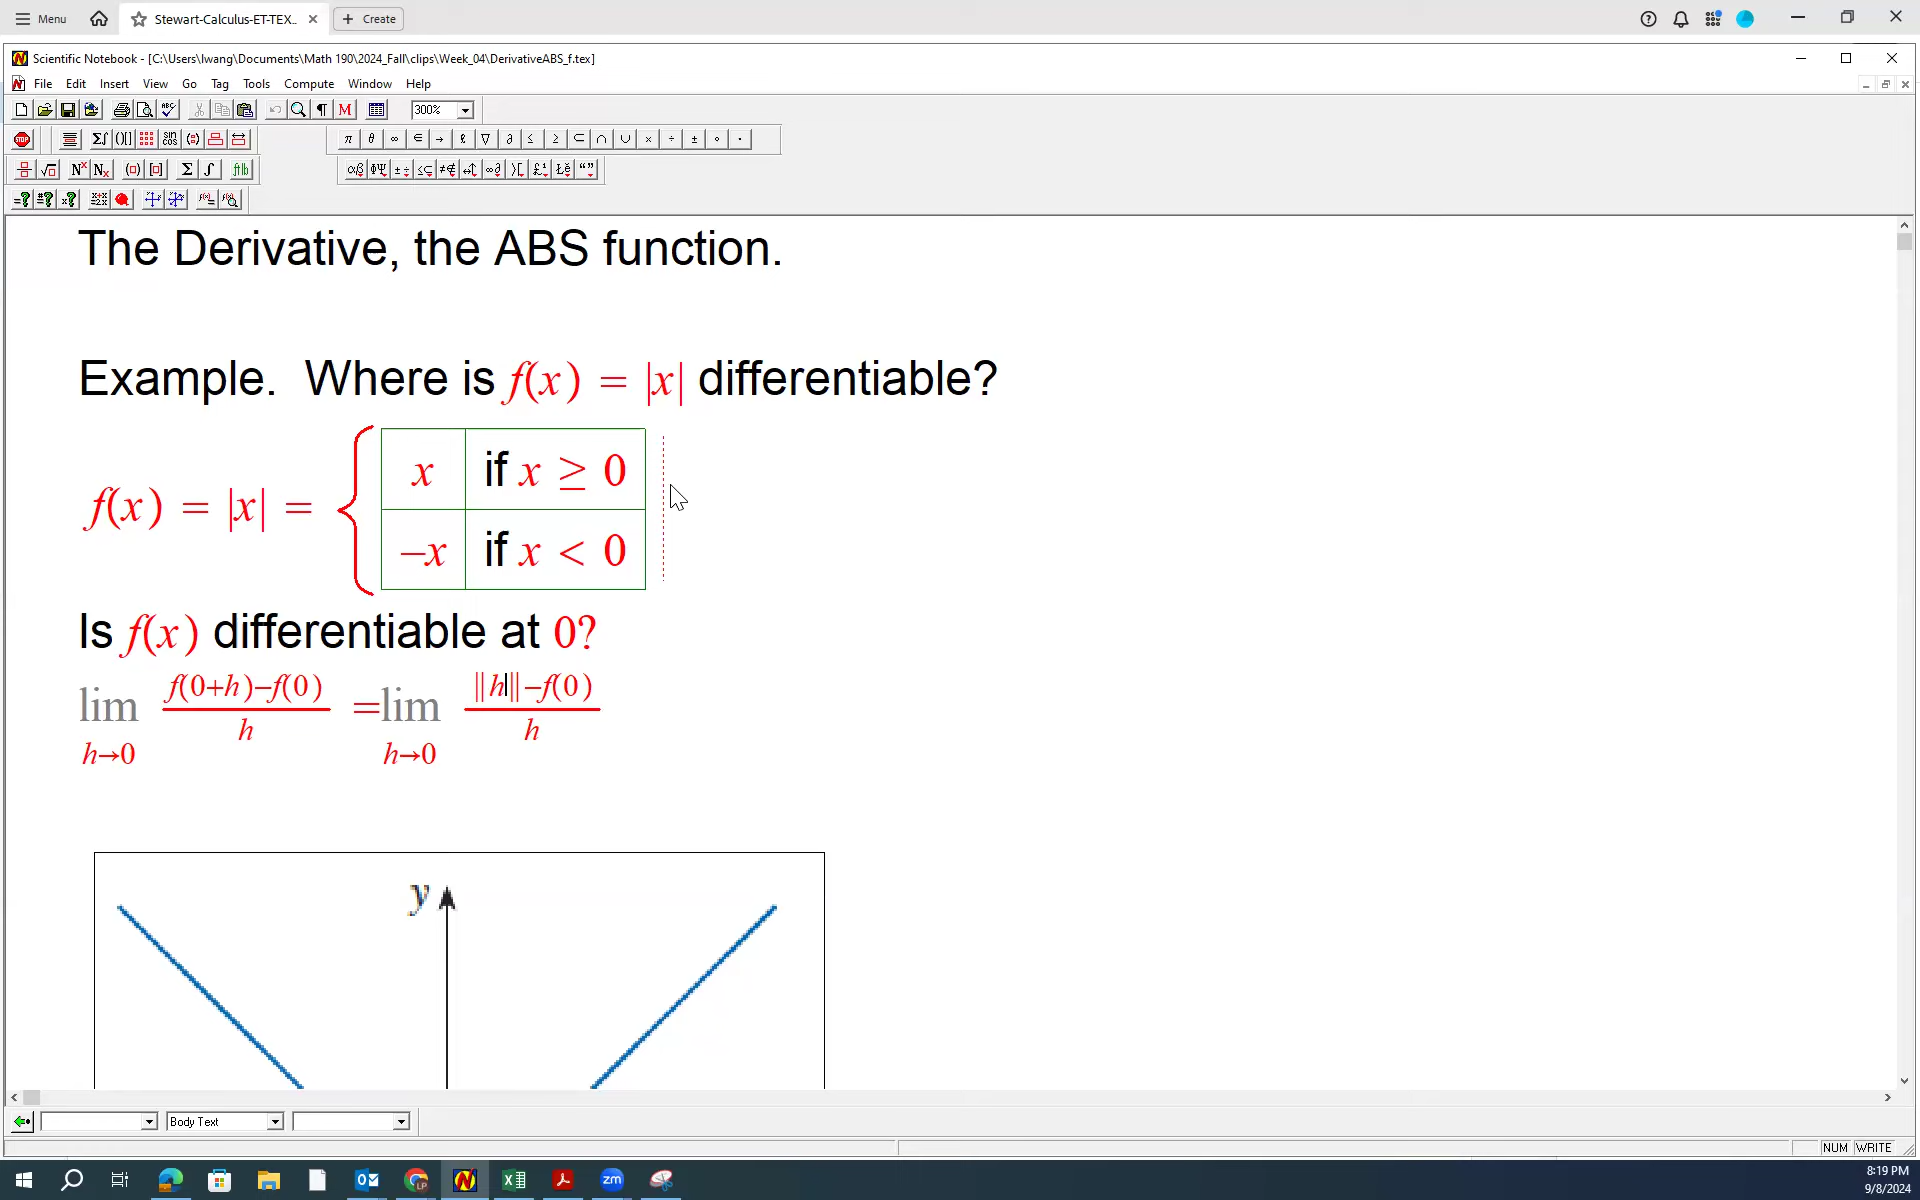 Menu
Stewart-Calculus-ET-TEX...
Create
Scientific Notebook - [C:\Users\lwang\Documents\Math 190\2024_Fall\clips\Week_04\DerivativeABS_f.tex]
File Edit Insert View Go Tag Tools Compute Window Help
300%
The Derivative, the ABS function.
Example. Where is f(x) = |x| differentiable?
f(x) = |x| = { x if x ≥ 0
−x if x < 0
Is f(x) differentiable at 0?
lim h→0 f(0+h)−f(0) / h = lim h→0 ‖h‖−f(0) / h
y
Body Text
NUM WRITE
8:19 PM
9/8/2024